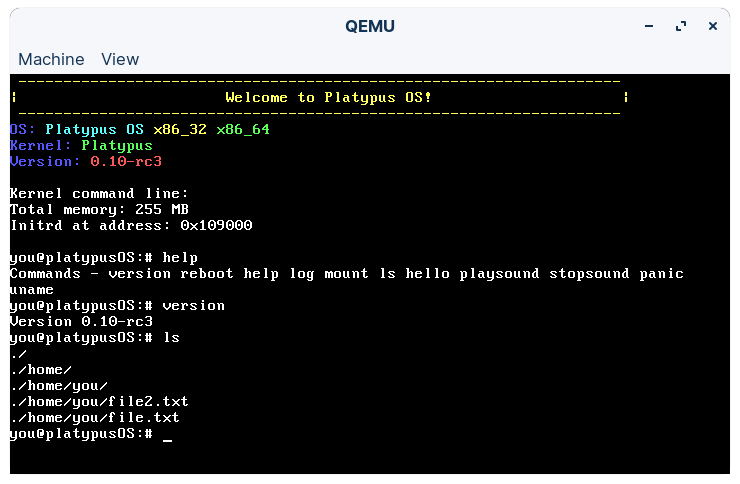 QEMU
Machine View
--------------------------------------------------------------------
| Welcome to Platypus OS! |
--------------------------------------------------------------------
OS: Platypus OS x86_32 x86_64
Kernel: Platypus
Version: 0.10-rc3
Kernel command line:
Total memory: 255 MB
Initrd at address: 0x109000
you@platypusOS:# help
Commands - version reboot help log mount ls hello playsound stopsound panic
uname
you@platypusOS:# version
Version 0.10-rc3
you@platypusOS:# ls
./
./home/
./home/you/
./home/you/file2.txt
./home/you/file.txt
you@platypusOS:# _